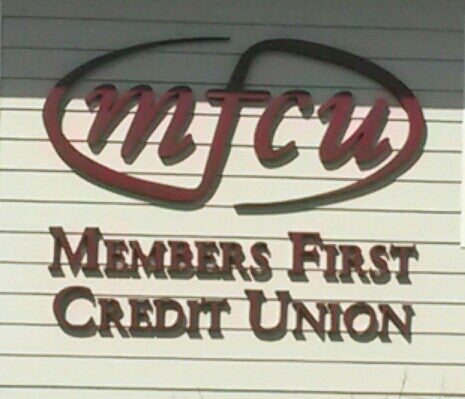 mfcu
MEMBERS FIRST
CREDIT UNION